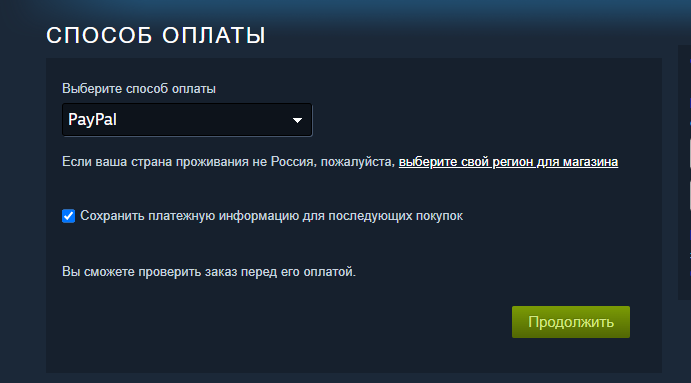 СПОСОБ ОПЛАТЫ
Выберите способ оплаты
PayPal
Если ваша страна проживания не Россия, пожалуйста, выберите свой регион для магазина
Сохранить платежную информацию для последующих покупок
Вы сможете проверить заказ перед его оплатой.
Продолжить